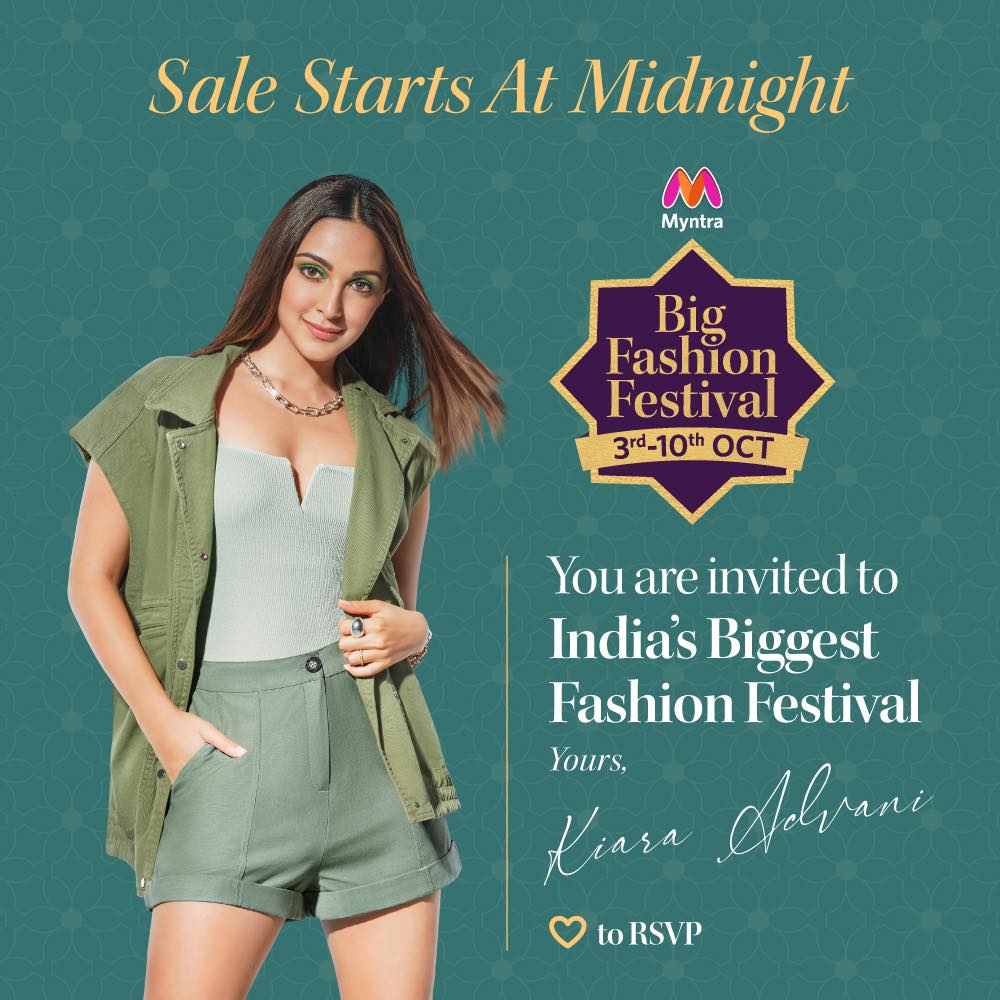 Sale Starts At Midnight
Myntra
Big
Fashion
Festival
3rd-10th OCT
You are invited to
India's Biggest
Fashion Festival
Yours,
Kiara Advani
to RSVP